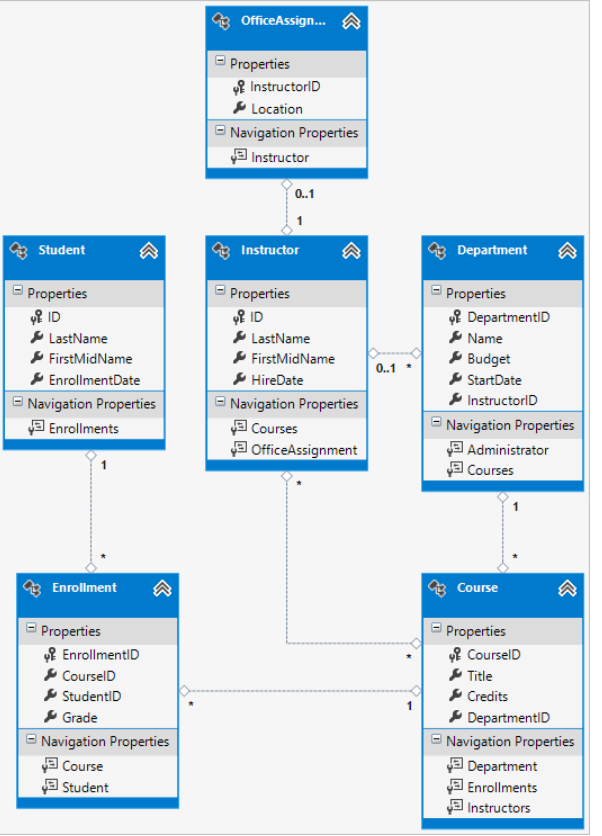 OfficeAssign...
Properties
InstructorID
Location
Navigation Properties
Instructor
0..1
1
Student
Properties
ID
LastName
FirstMidName
EnrollmentDate
Navigation Properties
Enrollments
Instructor
Properties
ID
LastName
FirstMidName
HireDate
Navigation Properties
Courses
OfficeAssignment
0..1 *
Department
Properties
DepartmentID
Name
Budget
StartDate
InstructorID
Navigation Properties
Administrator
Courses
1
*
*
1
*
Enrollment
Properties
EnrollmentID
CourseID
StudentID
Grade
Navigation Properties
Course
Student
*
*
1
Course
Properties
CourseID
Title
Credits
DepartmentID
Navigation Properties
Department
Enrollments
Instructors